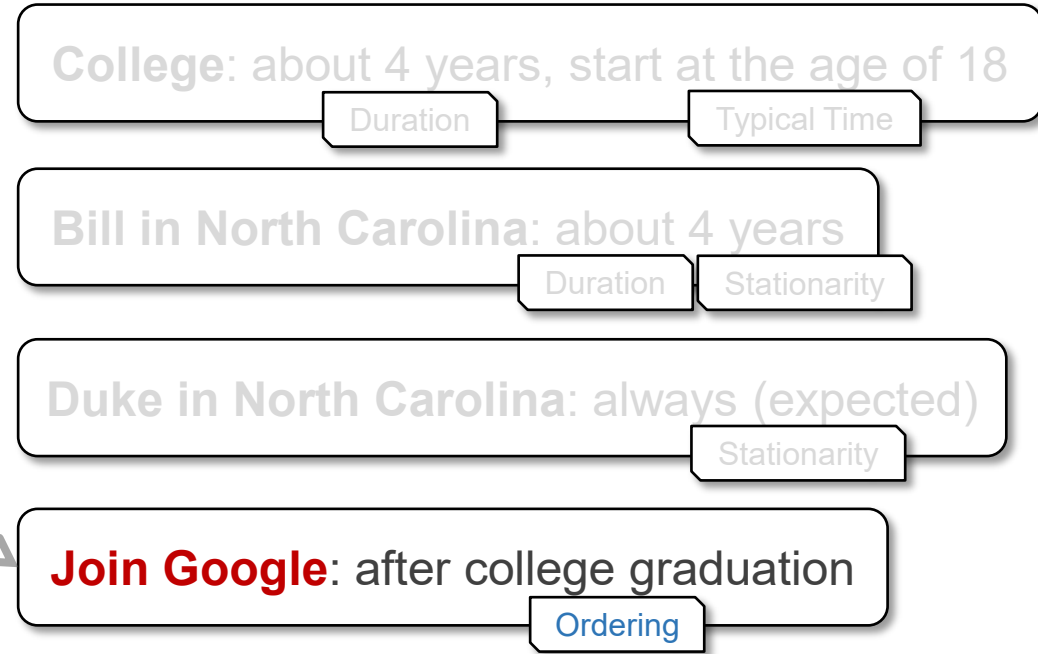 College: about 4 years, start at the age of 18
Duration
Typical Time
Bill in North Carolina: about 4 years
Duration
Stationarity
Duke in North Carolina: always (expected)
Stationarity
Join Google: after college graduation
Ordering